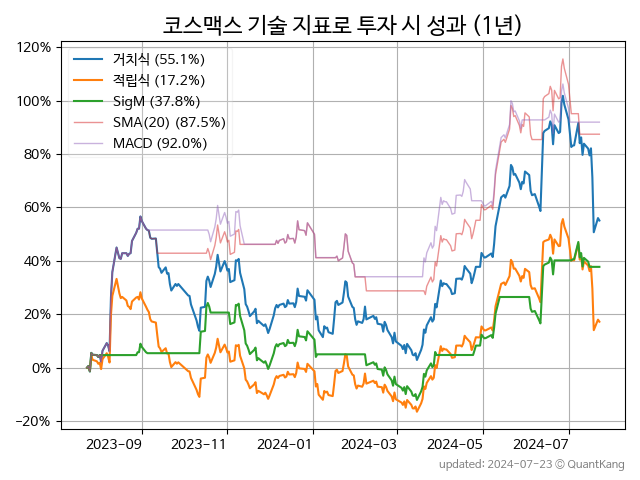 코스맥스 기술 지표로 투자 시 성과 (1년)
120%
100%
80%
60%
40%
20%
0%
−20%
거치식 (55.1%)
적립식 (17.2%)
SigM (37.8%)
SMA(20) (87.5%)
MACD (92.0%)
2023-09
2023-11
2024-01
2024-03
2024-05
2024-07
updated: 2024-07-23 © QuantKang